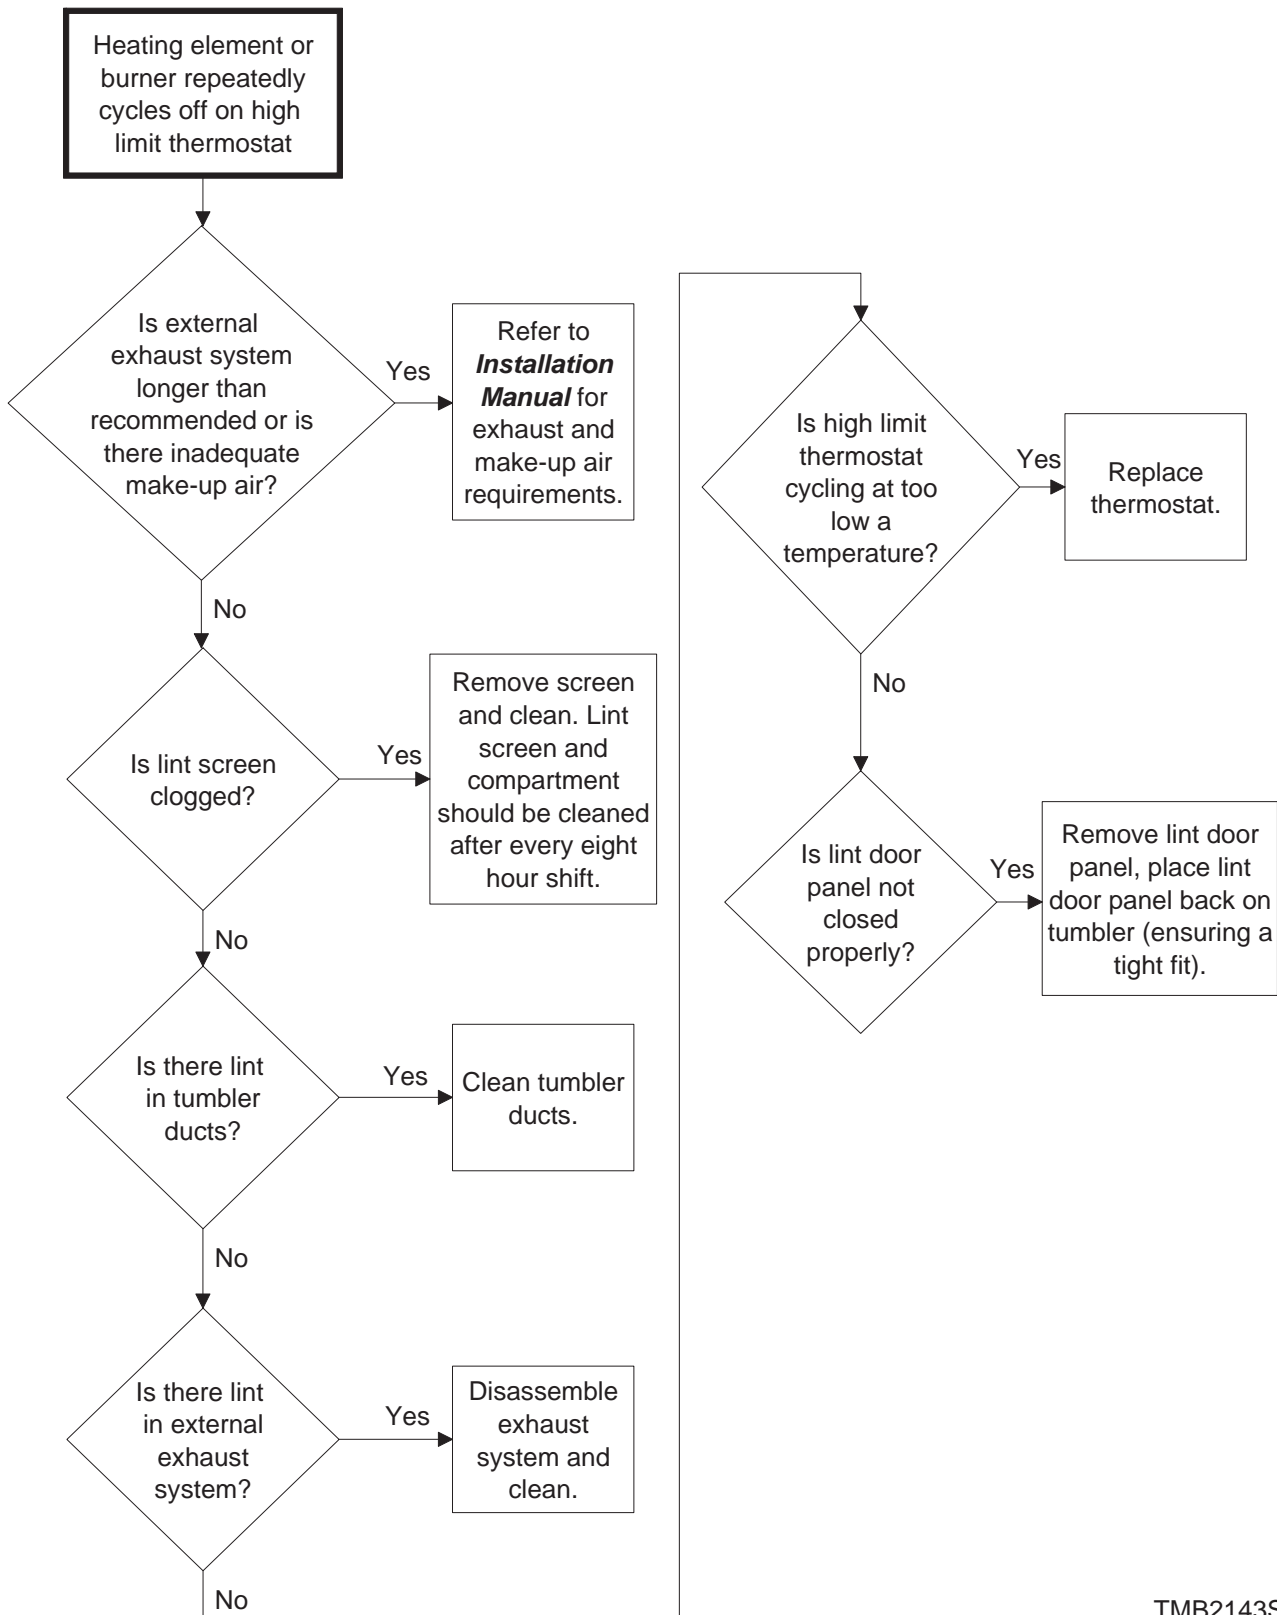 Heating element or
burner repeatedly
cycles off on high
limit thermostat
Is external
exhaust system
longer than
recommended or is
there inadequate
make-up air?
Yes
Refer to
Installation
Manual for
exhaust and
make-up air
requirements.
No
Is lint screen
clogged?
Yes
Remove screen
and clean. Lint
screen and
compartment
should be cleaned
after every eight
hour shift.
No
Is there lint
in tumbler
ducts?
Yes
Clean tumbler
ducts.
No
Is there lint
in external
exhaust
system?
Yes
Disassemble
exhaust
system and
clean.
No
Is high limit
thermostat
cycling at too
low a
temperature?
Yes
Replace
thermostat.
No
Is lint door
panel not
closed
properly?
Yes
Remove lint door
panel, place lint
door panel back on
tumbler (ensuring a
tight fit).
TMB2143S